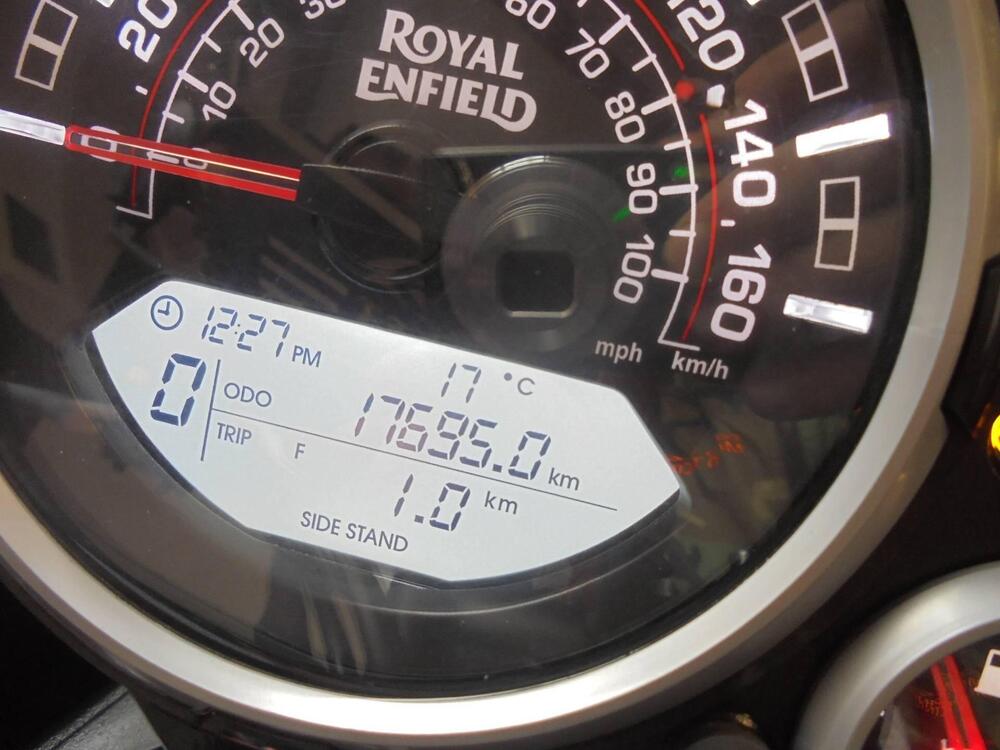 ROYAL
ENFIELD
20
120
140
160
0
10
20
30
60
70
80
90
100
mph km/h
12:27 PM
17 °C
0
ODO 17695.0 km
TRIP F 1.0 km
SIDE STAND